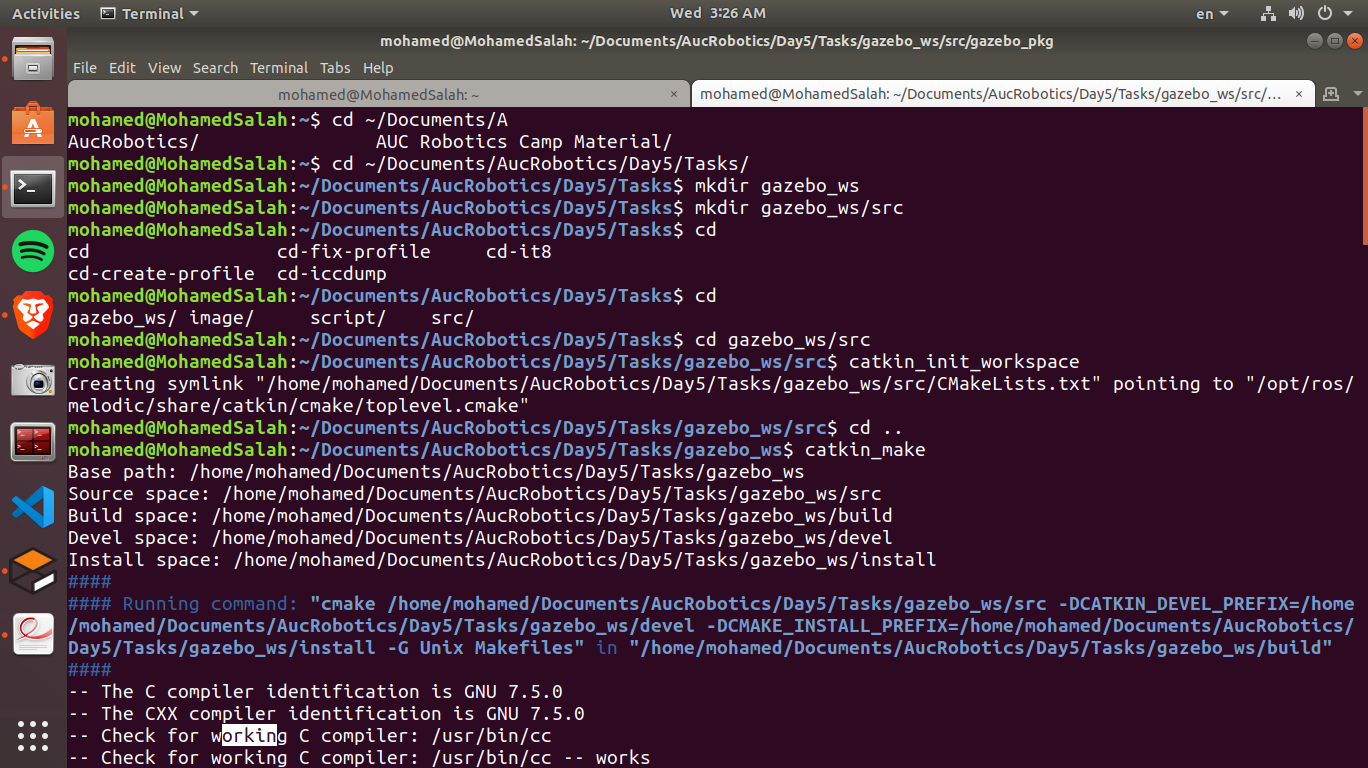 Activities Terminal Wed 3:26 AM en
mohamed@MohamedSalah: ~/Documents/AucRobotics/Day5/Tasks/gazebo_ws/src/gazebo_pkg
File Edit View Search Terminal Tabs Help
mohamed@MohamedSalah: ~ × mohamed@MohamedSalah: ~/Documents/AucRobotics/Day5/Tasks/gazebo_ws/src/... ×
mohamed@MohamedSalah:~$ cd ~/Documents/A
AucRobotics/                AUC Robotics Camp Material/
mohamed@MohamedSalah:~$ cd ~/Documents/AucRobotics/Day5/Tasks/
mohamed@MohamedSalah:~/Documents/AucRobotics/Day5/Tasks$ mkdir gazebo_ws
mohamed@MohamedSalah:~/Documents/AucRobotics/Day5/Tasks$ mkdir gazebo_ws/src
mohamed@MohamedSalah:~/Documents/AucRobotics/Day5/Tasks$ cd
cd                 cd-fix-profile     cd-it8
cd-create-profile  cd-iccdump
mohamed@MohamedSalah:~/Documents/AucRobotics/Day5/Tasks$ cd
gazebo_ws/ image/     script/    src/
mohamed@MohamedSalah:~/Documents/AucRobotics/Day5/Tasks$ cd gazebo_ws/src
mohamed@MohamedSalah:~/Documents/AucRobotics/Day5/Tasks/gazebo_ws/src$ catkin_init_workspace
Creating symlink "/home/mohamed/Documents/AucRobotics/Day5/Tasks/gazebo_ws/src/CMakeLists.txt" pointing to "/opt/ros/
melodic/share/catkin/cmake/toplevel.cmake"
mohamed@MohamedSalah:~/Documents/AucRobotics/Day5/Tasks/gazebo_ws/src$ cd ..
mohamed@MohamedSalah:~/Documents/AucRobotics/Day5/Tasks/gazebo_ws$ catkin_make
Base path: /home/mohamed/Documents/AucRobotics/Day5/Tasks/gazebo_ws
Source space: /home/mohamed/Documents/AucRobotics/Day5/Tasks/gazebo_ws/src
Build space: /home/mohamed/Documents/AucRobotics/Day5/Tasks/gazebo_ws/build
Devel space: /home/mohamed/Documents/AucRobotics/Day5/Tasks/gazebo_ws/devel
Install space: /home/mohamed/Documents/AucRobotics/Day5/Tasks/gazebo_ws/install
####
#### Running command: "cmake /home/mohamed/Documents/AucRobotics/Day5/Tasks/gazebo_ws/src -DCATKIN_DEVEL_PREFIX=/home
/mohamed/Documents/AucRobotics/Day5/Tasks/gazebo_ws/devel -DCMAKE_INSTALL_PREFIX=/home/mohamed/Documents/AucRobotics/
Day5/Tasks/gazebo_ws/install -G Unix Makefiles" in "/home/mohamed/Documents/AucRobotics/Day5/Tasks/gazebo_ws/build"
####
-- The C compiler identification is GNU 7.5.0
-- The CXX compiler identification is GNU 7.5.0
-- Check for working C compiler: /usr/bin/cc
-- Check for working C compiler: /usr/bin/cc -- works